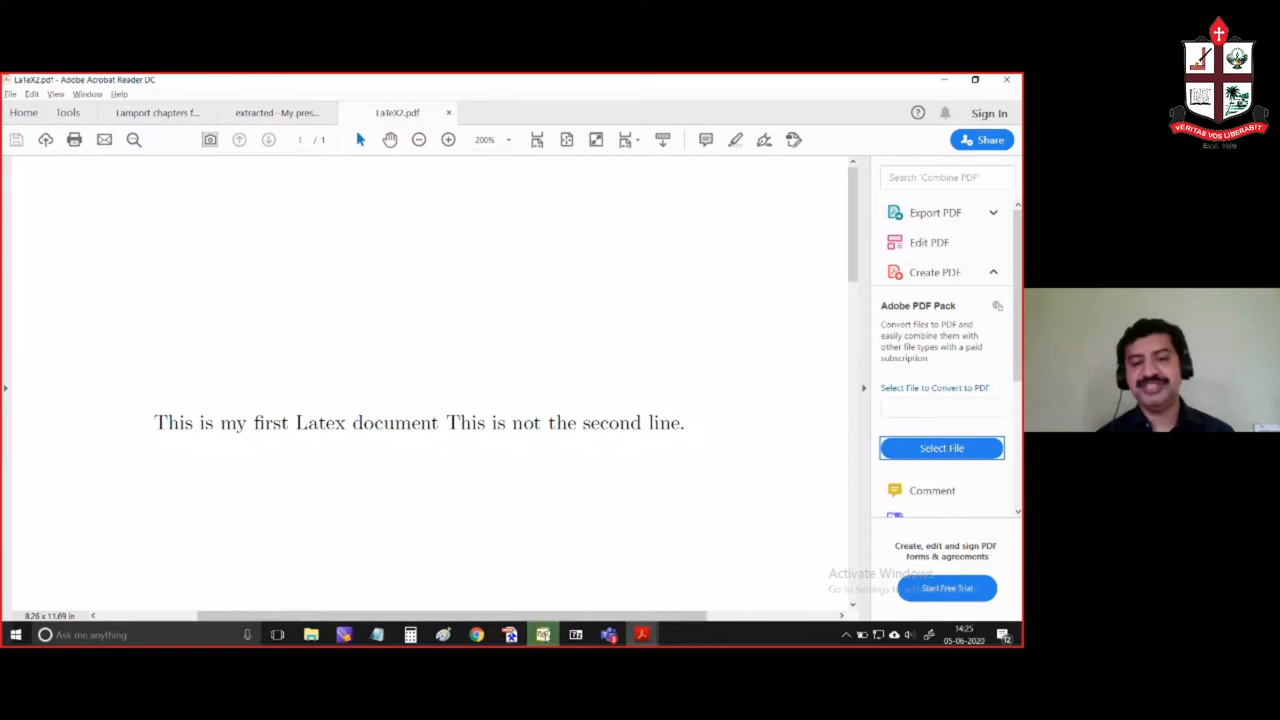 LaTeX2.pdf - Adobe Acrobat Reader DC
File Edit View Window Help
Home Tools Lamport chapters f... extracted--My pres... LaTeX2.pdf × Sign In
1 / 1 200% Share
Search 'Combine PDF'
Export PDF
Edit PDF
Create PDF
Adobe PDF Pack
Convert files to PDF and
easily combine them with
other file types with a paid
subscription
Select File to Convert to PDF
Select File
Comment
This is my first Latex document This is not the second line.
Create, edit and sign PDF
forms & agreements
Start Free Trial
Activate Windows
Go to Settings to
8.26 x 11.69 in
Ask me anything
14:25
05-06-2020
12
VERITAS VOS LIBERABIT